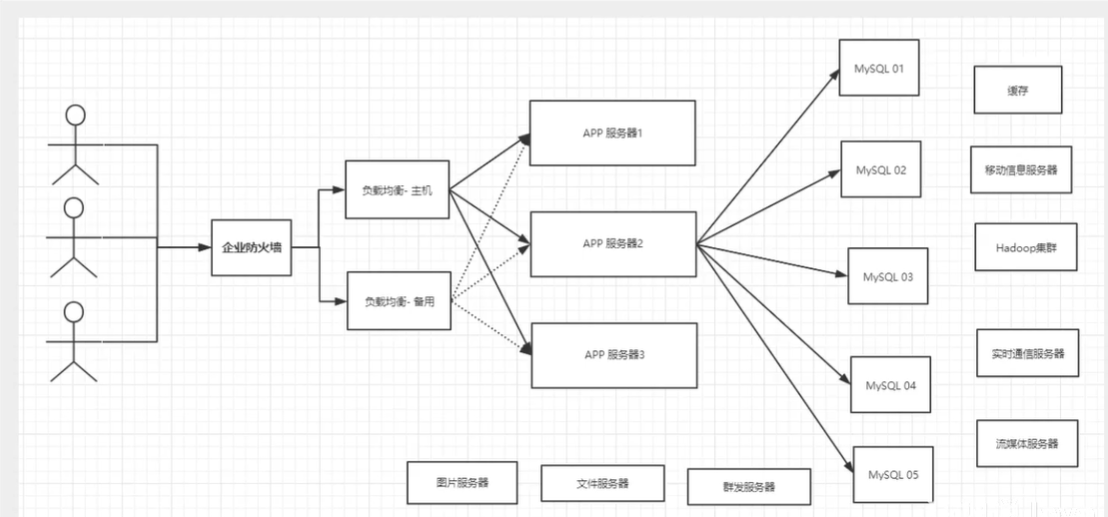 MySQL 01
缓存
APP 服务器1
移动信息服务器
MySQL 02
负载均衡- 主机
企业防火墙
APP 服务器2
Hadoop集群
MySQL 03
负载均衡- 备用
APP 服务器3
实时通信服务器
MySQL 04
流媒体服务器
MySQL 05
图片服务器
文件服务器
群发服务器